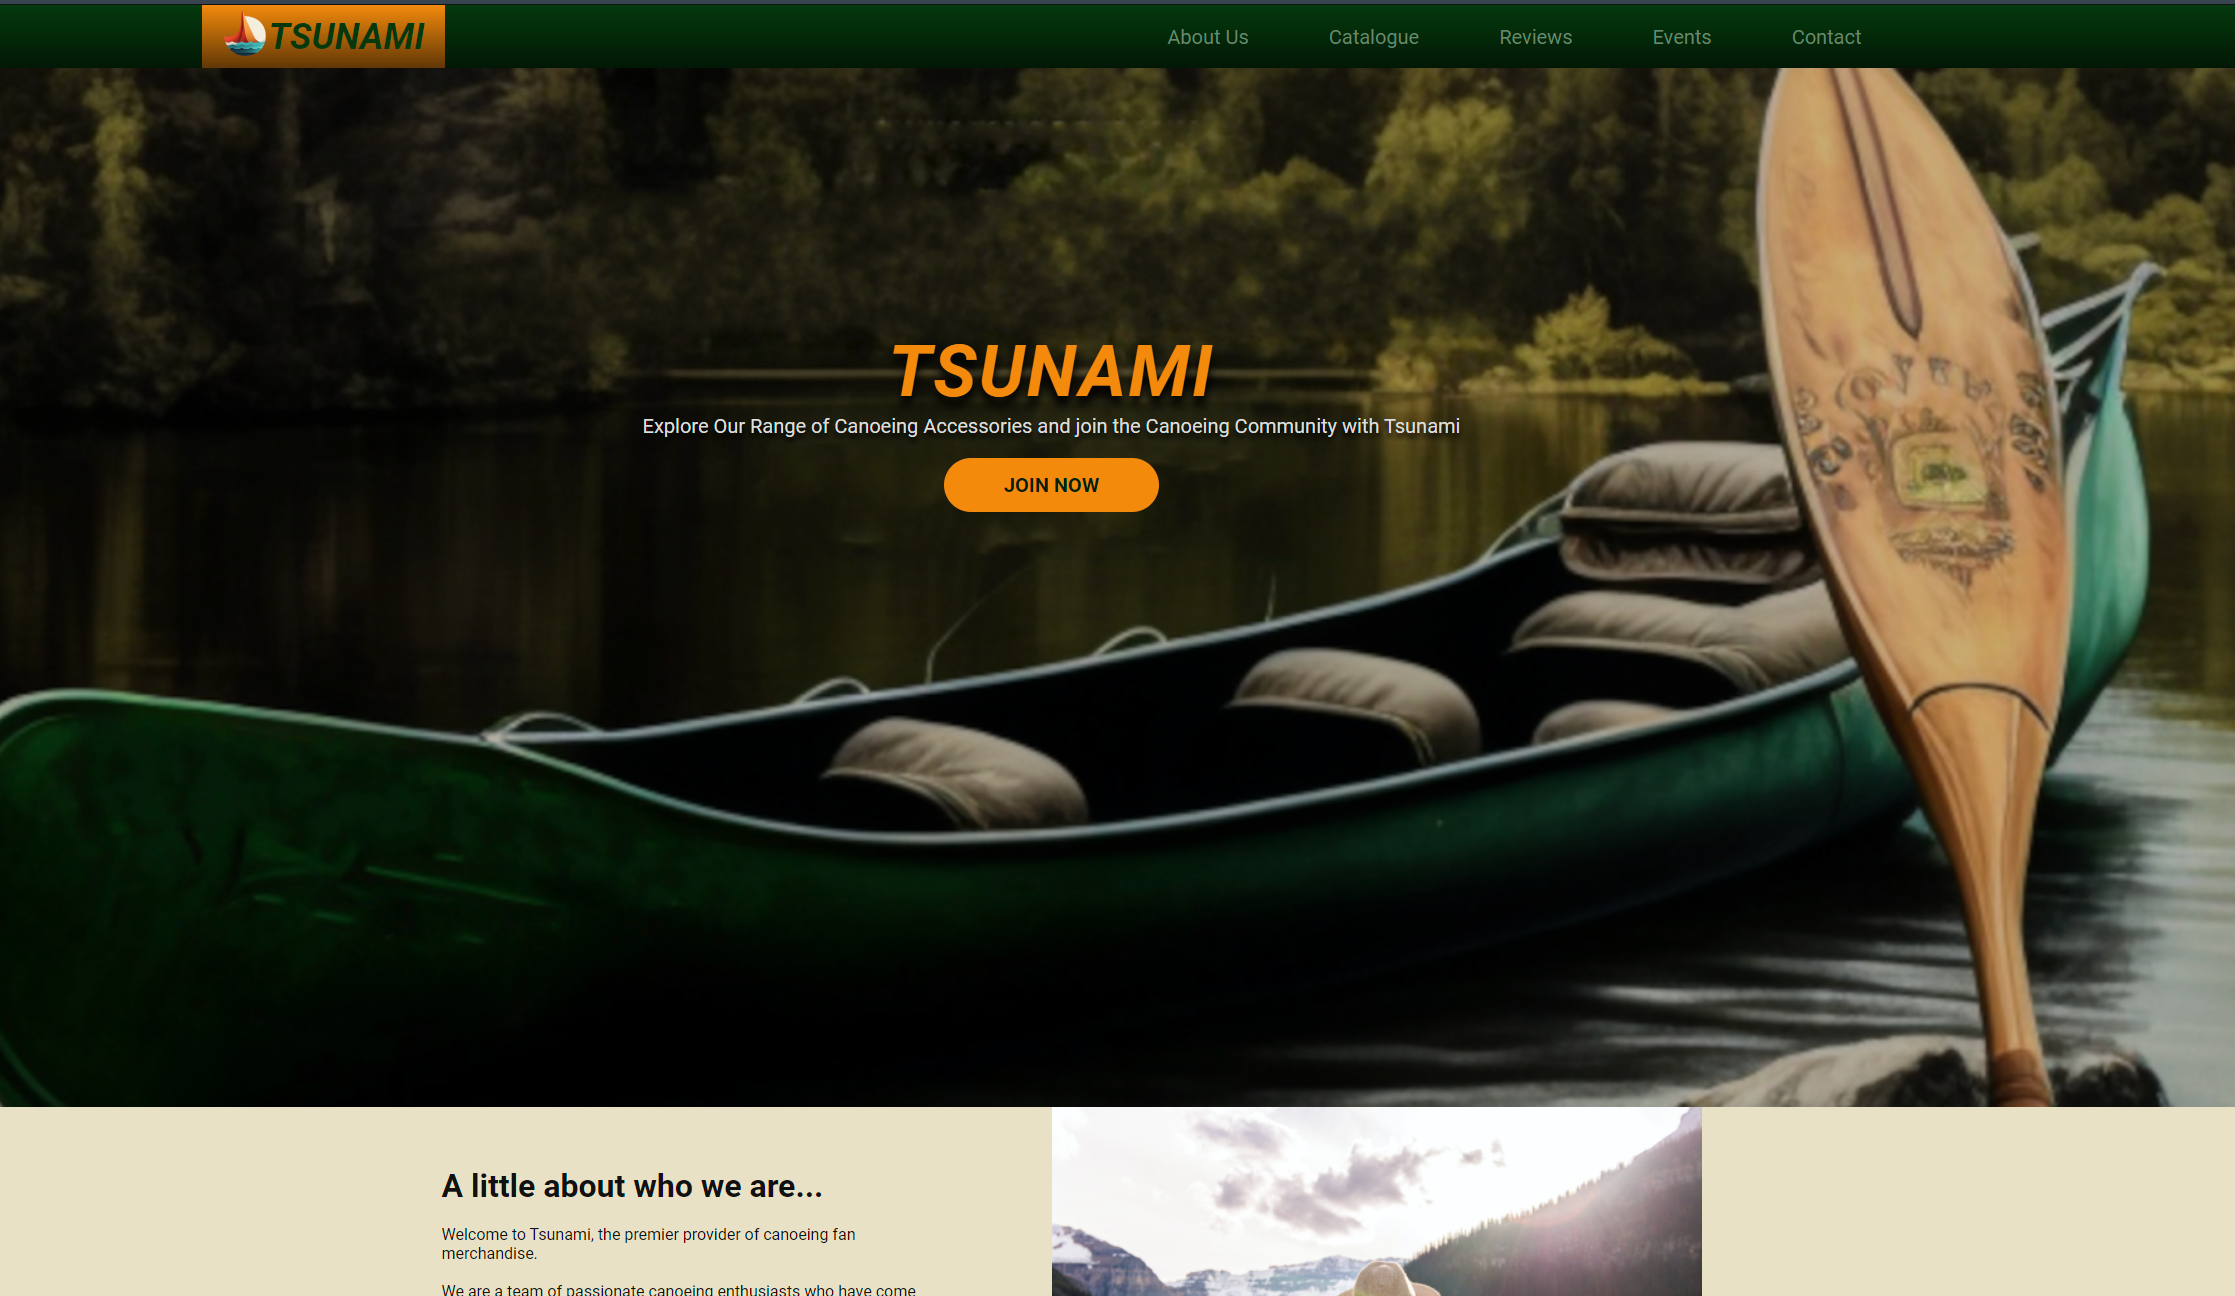 TSUNAMI
About Us
Catalogue
Reviews
Events
Contact
TSUNAMI
Explore Our Range of Canoeing Accessories and join the Canoeing Community with Tsunami
JOIN NOW
A little about who we are...
Welcome to Tsunami, the premier provider of canoeing fan
merchandise.
We are a team of passionate canoeing enthusiasts who have come